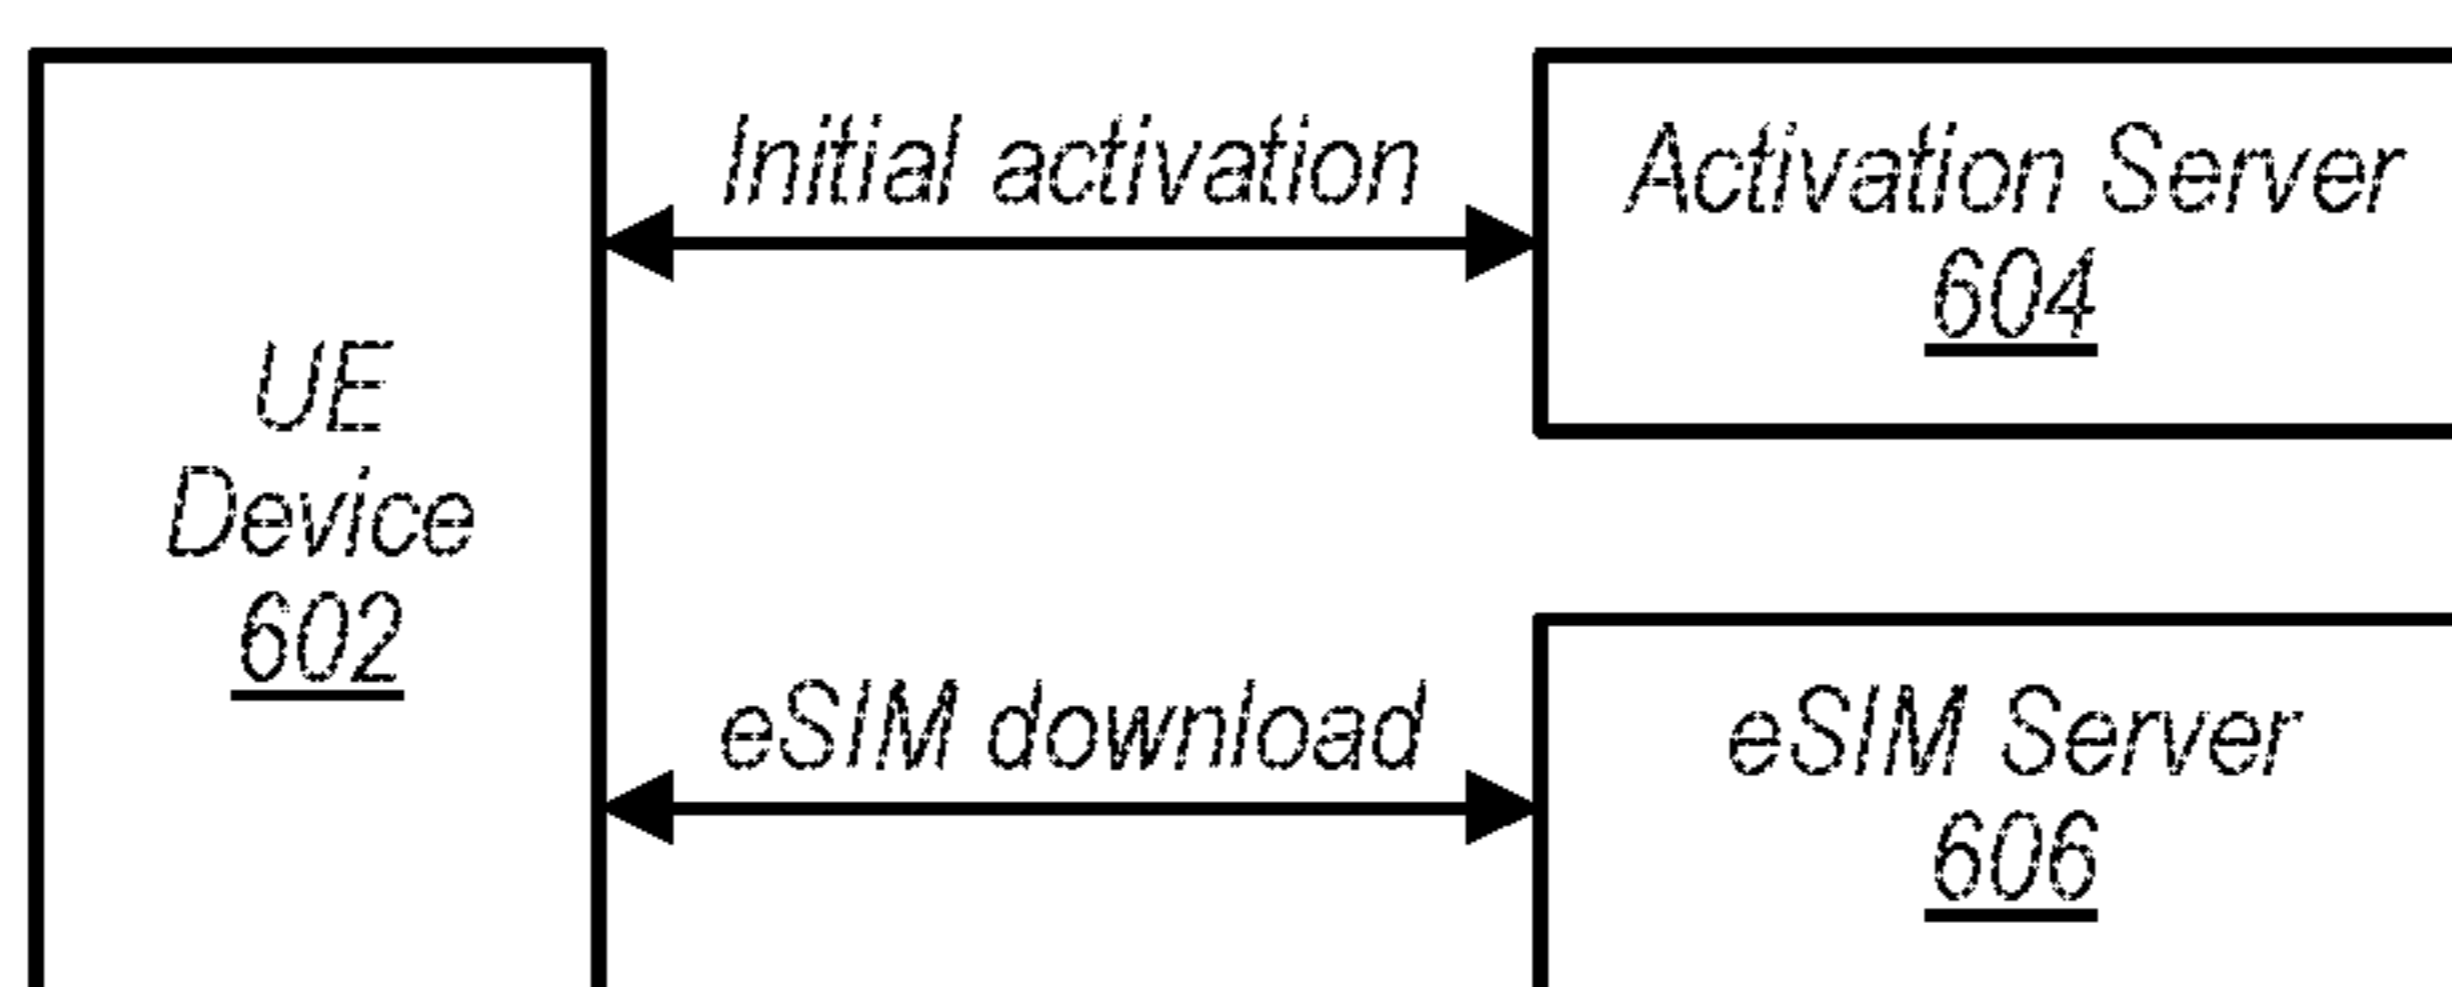 UE
Device
602
Initial activation
Activation Server
604
eSIM download
eSIM Server
606